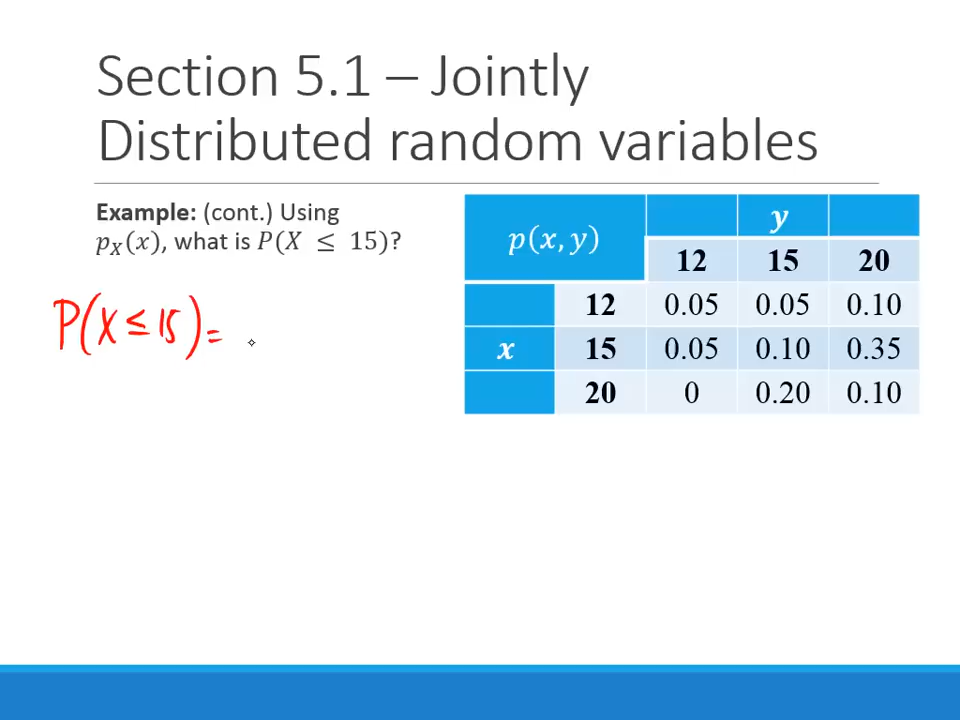 Section 5.1 – Jointly
Distributed random variables
Example: (cont.) Using
p_X(x), what is P(X ≤ 15)?
P(X ≤ 15) =
p(x, y) y
12 15 20
12 0.05 0.05 0.10
x 15 0.05 0.10 0.35
20 0 0.20 0.10